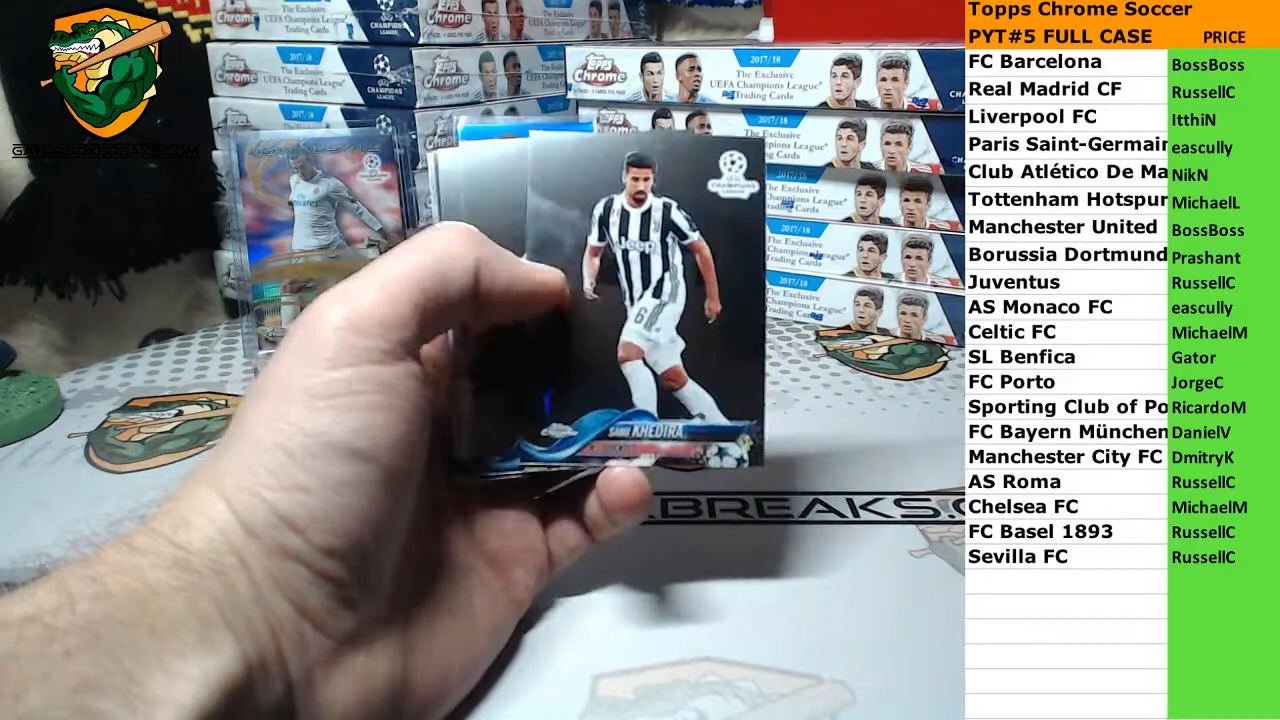 Topps Chrome Soccer
PYT#5 FULL CASE PRICE
FC Barcelona BossBoss
Real Madrid CF RussellC
Liverpool FC ItthiN
Paris Saint-Germain eascully
Club Atlético De Ma NikN
Tottenham Hotspur MichaelL
Manchester United BossBoss
Borussia Dortmund Prashant
Juventus RussellC
AS Monaco FC eascully
Celtic FC MichaelM
SL Benfica Gator
FC Porto JorgeC
Sporting Club of Po RicardoM
FC Bayern München DanielV
Manchester City FC DmitryK
AS Roma RussellC
Chelsea FC MichaelM
FC Basel 1893 RussellC
Sevilla FC RussellC
2017/18
Topps Chrome
The Exclusive
UEFA Champions League®
Trading Cards
CHAMPIONS LEAGUE
Jeep
6
SAMI KHEDIRA
BREAKS.C